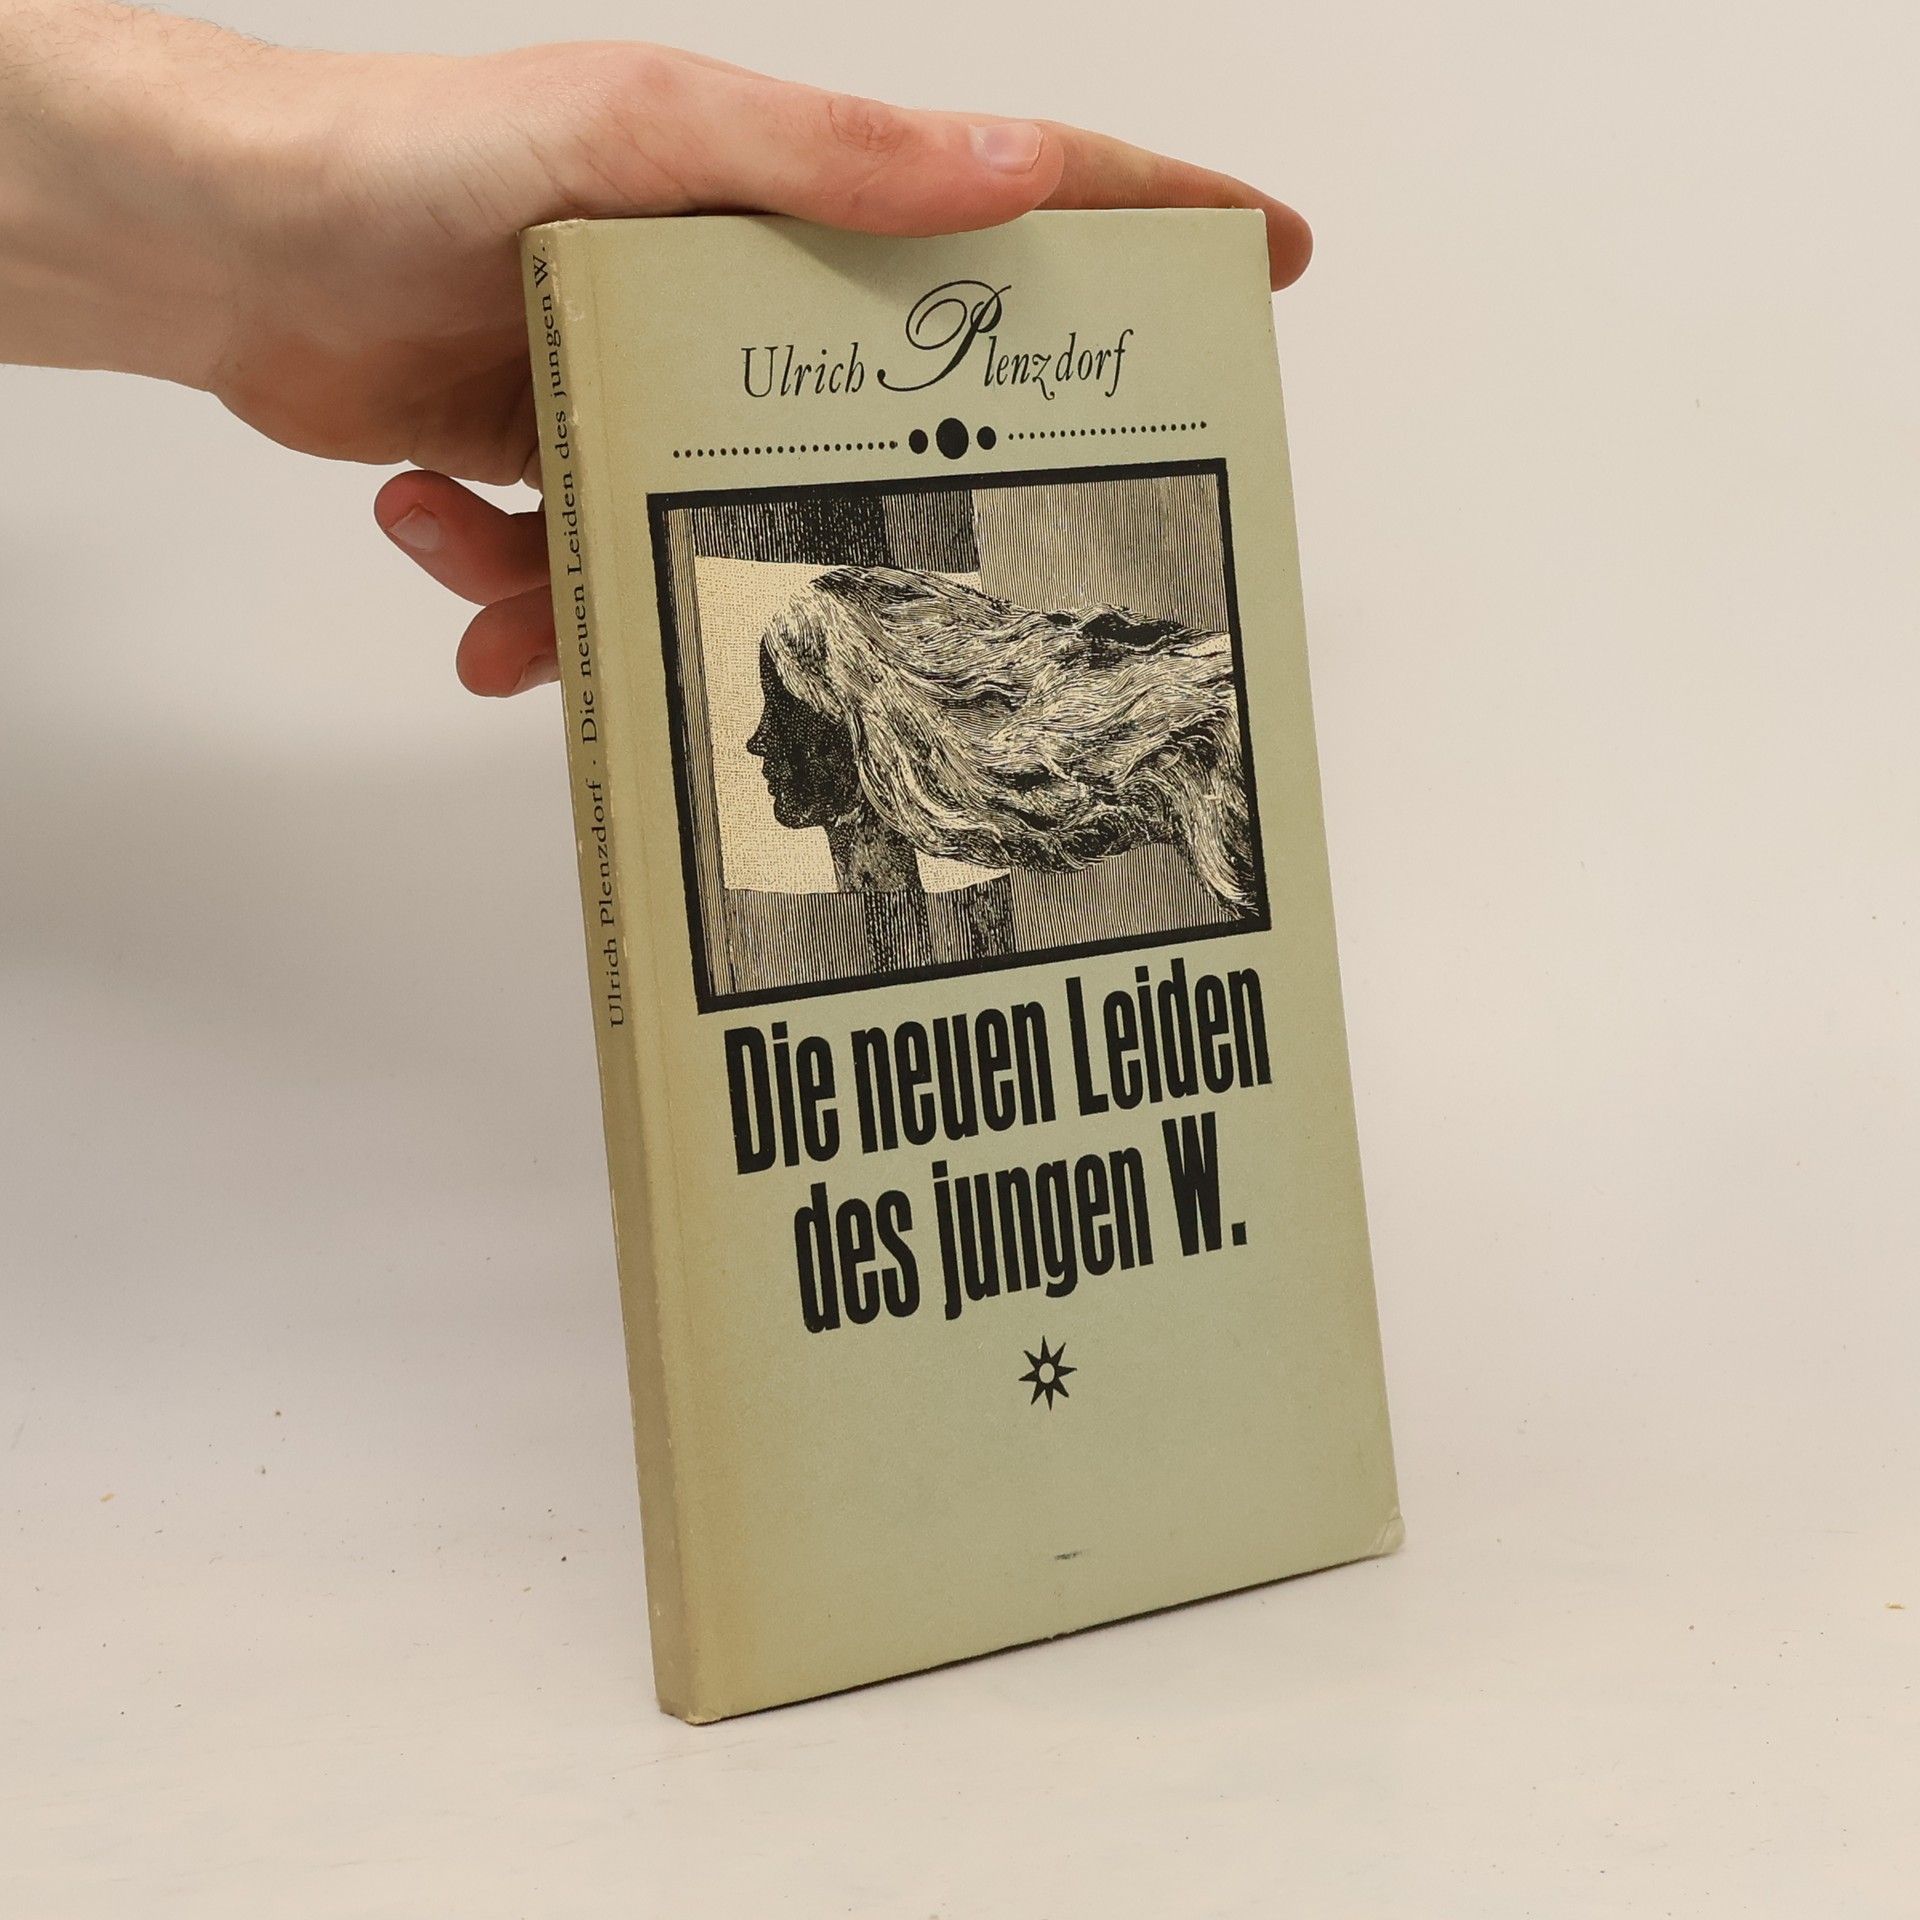 Ulrich Plenzdorf
Die neuen Leiden
des jungen W.
Ulrich Plenzdorf · Die neuen Leiden des jungen W.